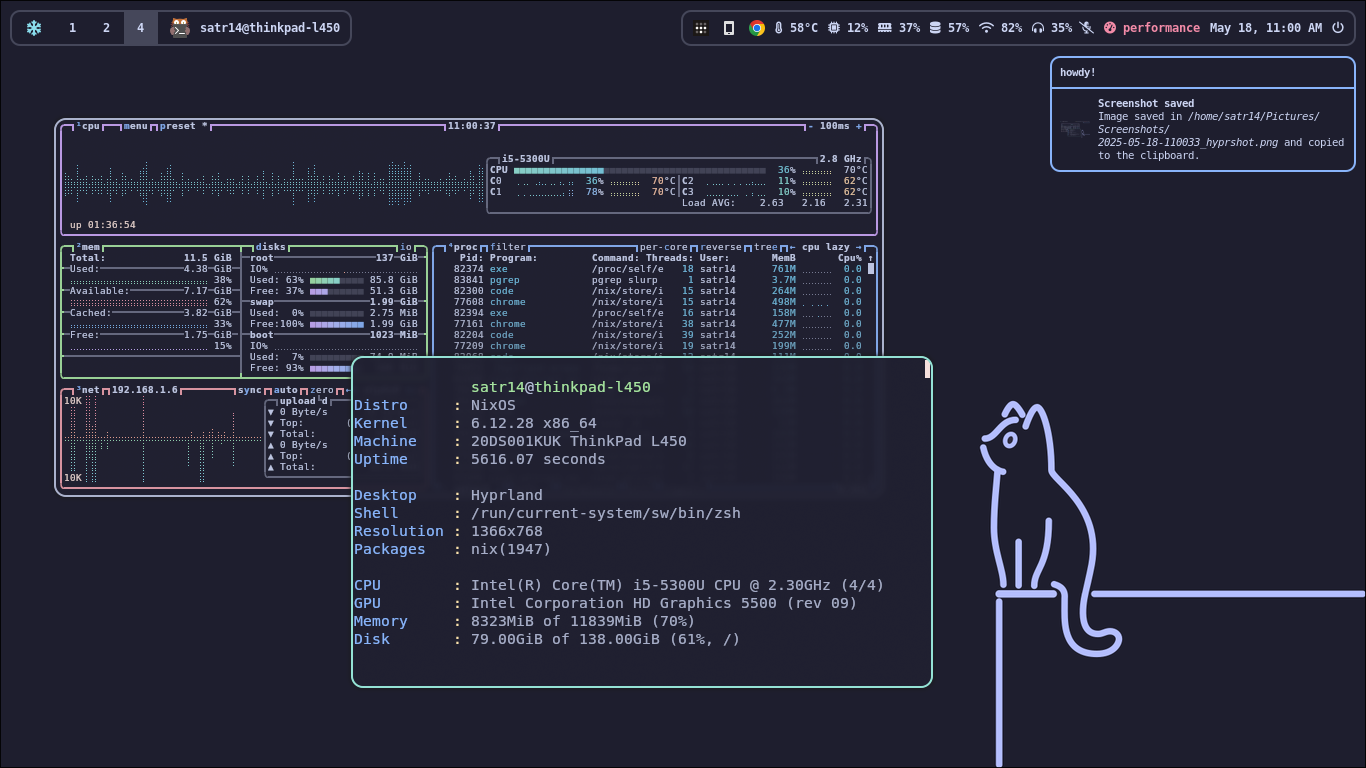 1 2 4 satr14@thinkpad-l450
58°C 12% 37% 57% 82% 35% performance May 18, 11:00 AM
howdy!
Screenshot saved
Image saved in /home/satr14/Pictures/
Screenshots/
2025-05-18-110033_hyprshot.png and copied
to the clipboard.
¹cpu menu preset * 11:00:37 - 100ms +
i5-5300U 2.8 GHz
CPU 36% 70°C
C0 36% 70°C C2 11% 62°C
C1 78% 70°C C3 10% 62°C
Load AVG: 2.63 2.16 2.31
up 01:36:54
²mem
Total: 11.5 GiB
Used: 4.38 GiB
38%
Available: 7.17 GiB
62%
Cached: 3.82 GiB
33%
Free: 1.75 GiB
15%
disks io
root 137 GiB
IO%
Used: 63% 85.8 GiB
Free: 37% 51.3 GiB
swap 1.99 GiB
Used: 0% 2.75 MiB
Free:100% 1.99 GiB
boot 1023 MiB
IO%
Used: 7%
Free: 93%
⁴proc filter per-core reverse tree ← cpu lazy →
Pid: Program: Command: Threads: User: MemB Cpu% ↑
82374 exe /proc/self/e 18 satr14 761M 0.0
83841 pgrep pgrep slurp 1 satr14 3.7M 0.0
82300 code /nix/store/i 15 satr14 264M 0.0
77608 chrome /nix/store/i 15 satr14 498M 0.0
82394 exe /proc/self/e 16 satr14 158M 0.0
77161 chrome /nix/store/i 38 satr14 477M 0.0
82204 code /nix/store/i 39 satr14 252M 0.0
77209 chrome /nix/store/i 19 satr14 199M 0.0
³net 192.168.1.6 sync auto zero
10K
10K
▼ 0 Byte/s
▼ Top:
▼ Total:
▲ 0 Byte/s
▲ Top:
▲ Total:
satr14@thinkpad-l450
Distro : NixOS
Kernel : 6.12.28 x86_64
Machine : 20DS001KUK ThinkPad L450
Uptime : 5616.07 seconds
Desktop : Hyprland
Shell : /run/current-system/sw/bin/zsh
Resolution : 1366x768
Packages : nix(1947)
CPU : Intel(R) Core(TM) i5-5300U CPU @ 2.30GHz (4/4)
GPU : Intel Corporation HD Graphics 5500 (rev 09)
Memory : 8323MiB of 11839MiB (70%)
Disk : 79.00GiB of 138.00GiB (61%, /)